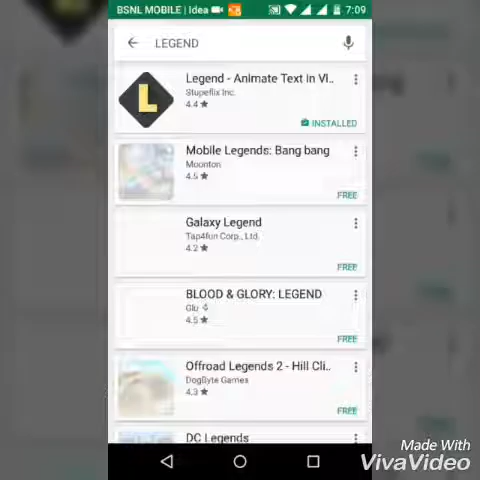 BSNL MOBILE | Idea
7:09
LEGEND
Legend - Animate Text in VI..
Stupeflix Inc.
4.4 ★
INSTALLED
Mobile Legends: Bang bang
Moonton
4.5 ★
FREE
Galaxy Legend
Tap4fun Corp., Ltd.
4.2 ★
FREE
BLOOD & GLORY: LEGEND
Glu
4.5 ★
FREE
Offroad Legends 2 - Hill Cli..
DogByte Games
4.3 ★
FREE
DC Legends
Made With
VivaVideo